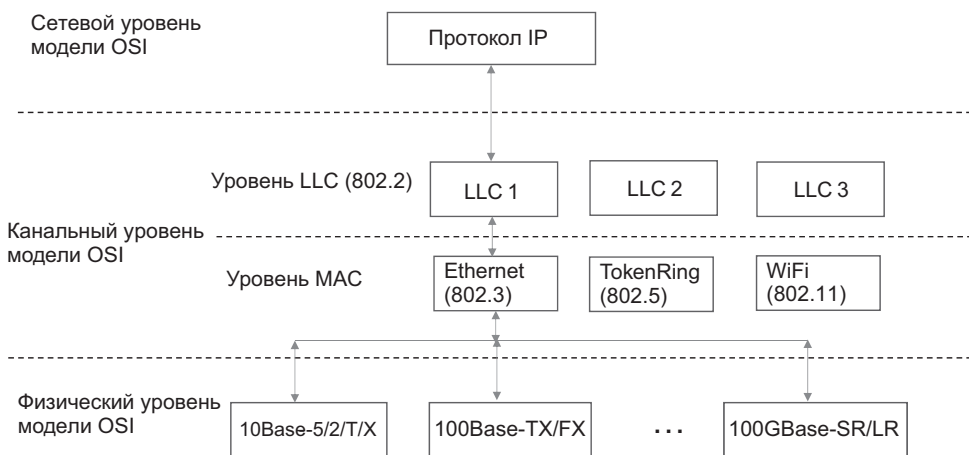 Сетевой уровень
модели OSI
Протокол IP
Уровень LLC (802.2)
LLC 1
LLC 2
LLC 3
Канальный уровень
модели OSI
Уровень MAC
Ethernet
(802.3)
TokenRing
(802.5)
WiFi
(802.11)
Физический уровень
модели OSI
10Base-5/2/T/X
100Base-TX/FX
...
100GBase-SR/LR